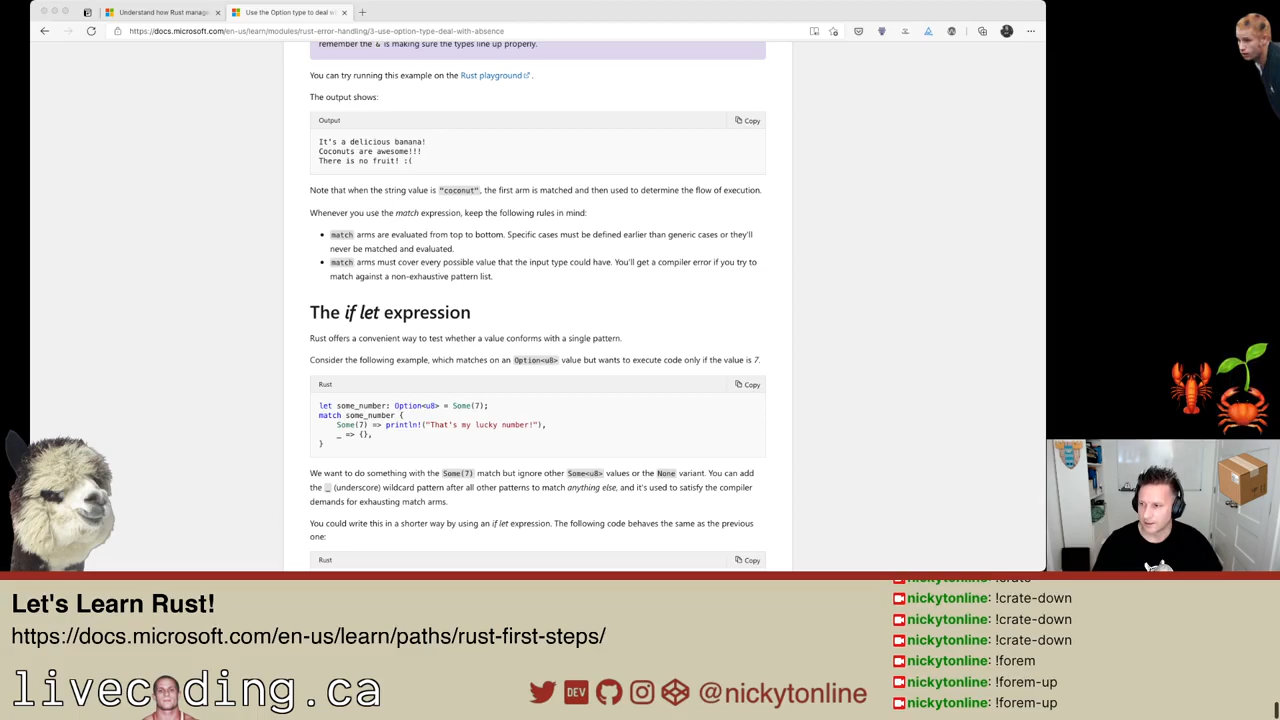 Understand how Rust manage
Use the Option type to deal wi
https://docs.microsoft.com/en-us/learn/modules/rust-error-handling/3-use-option-type-deal-with-absence
remember the & is making sure the types line up properly.
You can try running this example on the Rust playground.
The output shows:
Output
Copy
It's a delicious banana!
Coconuts are awesome!!!
There is no fruit! :(
Note that when the string value is "coconut", the first arm is matched and then used to determine the flow of execution.
Whenever you use the match expression, keep the following rules in mind:
• match arms are evaluated from top to bottom. Specific cases must be defined earlier than generic cases or they'll
never be matched and evaluated.
• match arms must cover every possible value that the input type could have. You'll get a compiler error if you try to
match against a non-exhaustive pattern list.
The if let expression
Rust offers a convenient way to test whether a value conforms with a single pattern.
Consider the following example, which matches on an Option<u8> value but wants to execute code only if the value is 7.
Rust
Copy
let some_number: Option<u8> = Some(7);
match some_number {
Some(7) => println!("That's my lucky number!"),
_ => {},
}
We want to do something with the Some(7) match but ignore other Some<u8> values or the None variant. You can add
the _ (underscore) wildcard pattern after all other patterns to match anything else, and it's used to satisfy the compiler
demands for exhausting match arms.
You could write this in a shorter way by using an if let expression. The following code behaves the same as the previous
one:
Rust
Copy
Let's Learn Rust!
https://docs.microsoft.com/en-us/learn/paths/rust-first-steps/
livecoding.ca
DEV
@nickytonline
nickytonline: !crate
nickytonline: !crate-down
nickytonline: !crate-down
nickytonline: !crate-down
nickytonline: !forem
nickytonline: !forem-up
nickytonline: !forem-up